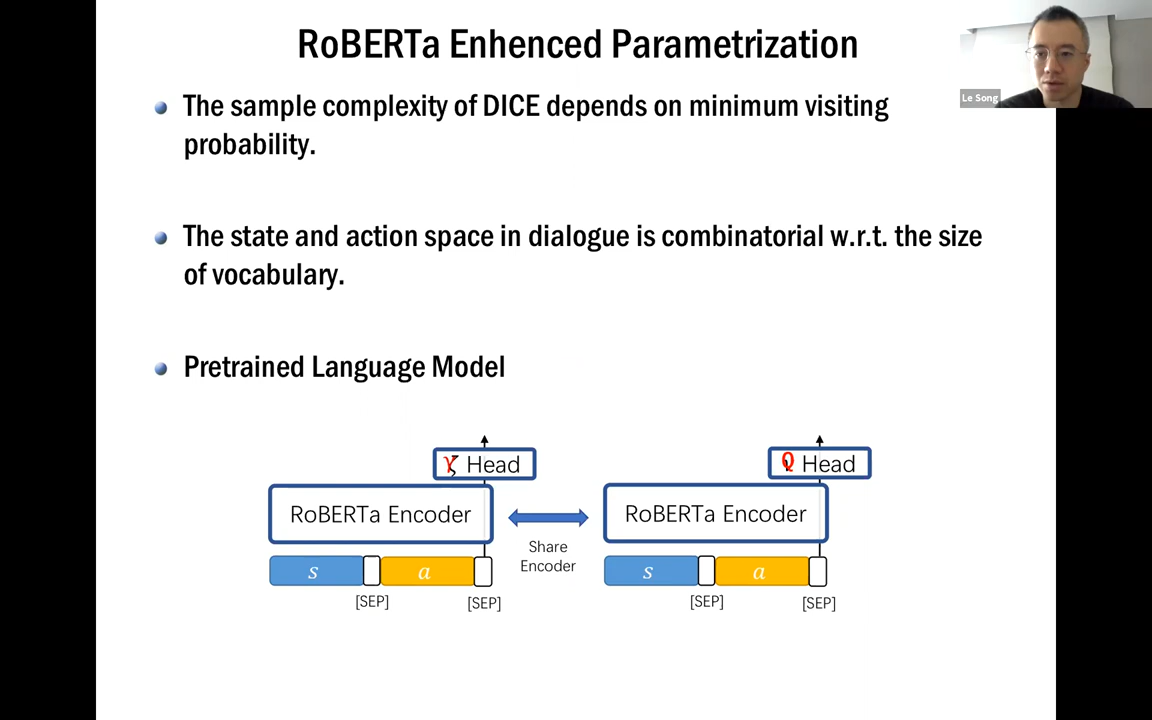 RoBERTa Enhenced Parametrization
Le Song
The sample complexity of DICE depends on minimum visiting
probability.
The state and action space in dialogue is combinatorial w.r.t. the size
of vocabulary.
Pretrained Language Model
Head
Head
RoBERTa Encoder
RoBERTa Encoder
Share
Encoder
s
a
s
a
[SEP]
[SEP]
[SEP]
[SEP]